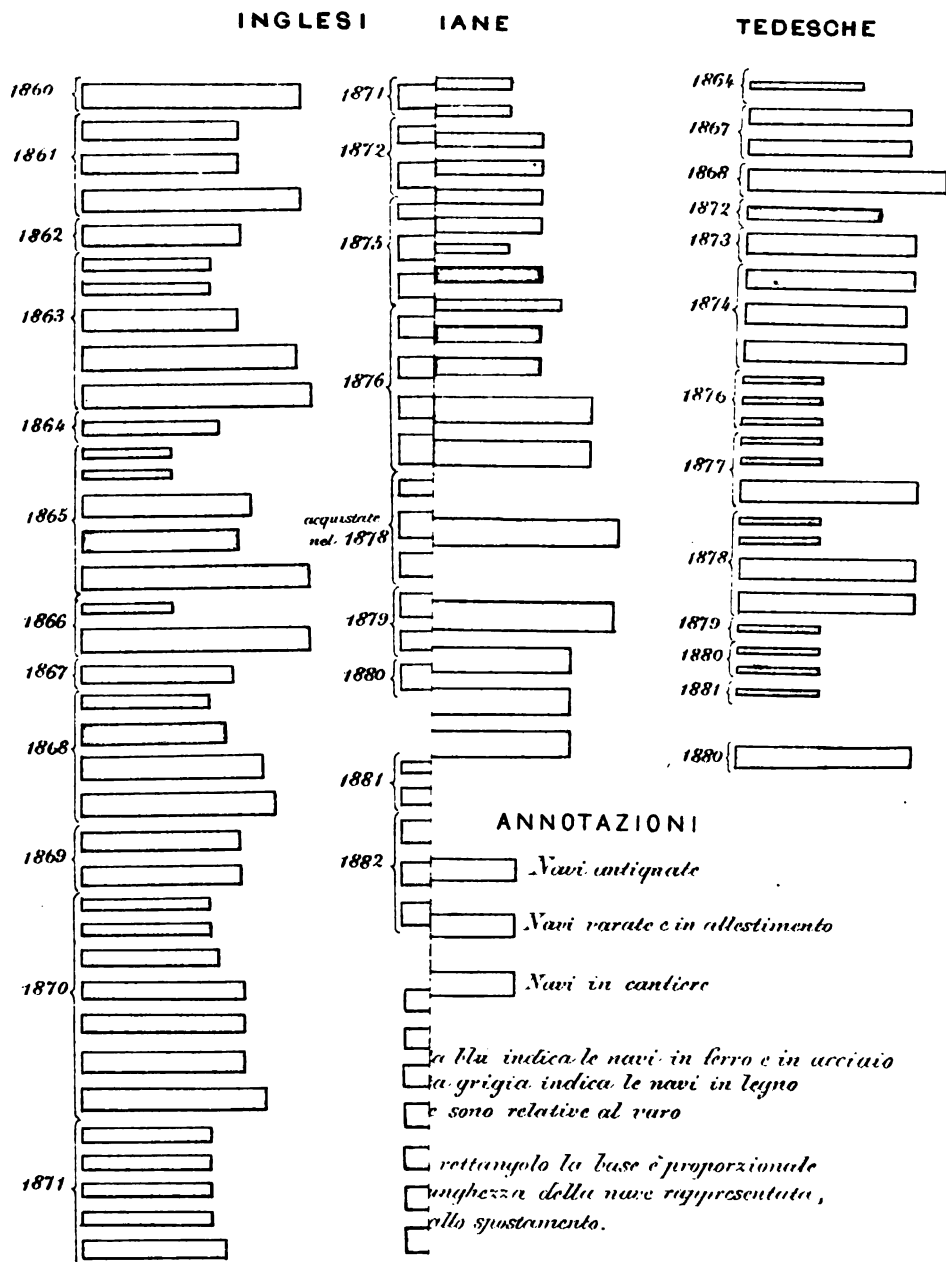 INGLESI
1860
1861
1862
1863
1864
1865
1866
1867
1868
1869
1870
1871
IANE
1871
1872
1875
1876
acquistate
nel 1878
1879
1880
1881
1882
TEDESCHE
1864
1867
1868
1872
1873
1874
1876
1877
1878
1879
1880
1881
1880
ANNOTAZIONI
Navi
Navi varate e in allestimento
Navi in cantiere
a blu indica le navi in ferro e in acciaio
a grigia indica le navi in legno
e sono relative al varo
rettangolo la base è proporzionale
unghezza della nave rappresentata,
allo spostamento.